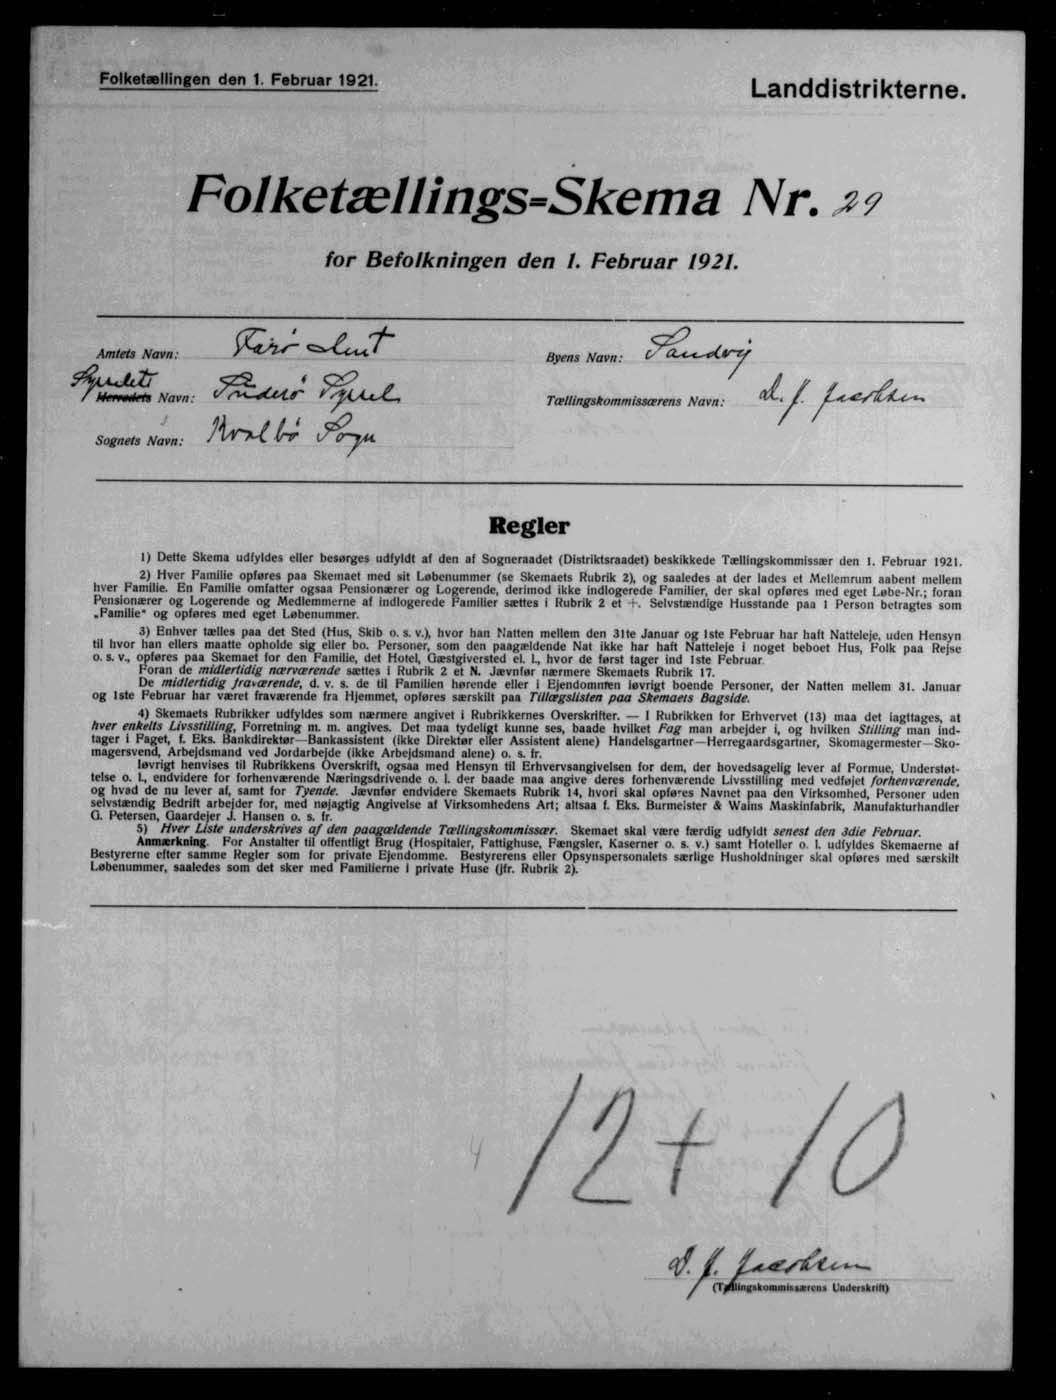 Folketællingen den 1. Februar 1921.
Landdistrikterne.
Folketællings=Skema Nr. 29
for Befolkningen den 1. Februar 1921.
Amtets Navn: Færø Amt
Byens Navn: Sandvig
Sysselets
Herredets Navn: Suderø Syssel
Tællingskommissærens Navn: D. J. Jacobsen
Sognets Navn: Kvalbø Sogn
Regler
1) Dette Skema udfyldes eller besørges udfyldt af den af Sogneraadet (Distriktsraadet) beskikkede Tællingskommissær den 1. Februar 1921.
2) Hver Familie opføres paa Skemaet med sit Løbenummer (se Skemaets Rubrik 2), og saaledes at der lades et Mellemrum aabent mellem
hver Familie. En Familie omfatter ogsaa Pensionærer og Logerende, derimod ikke indlogerede Familier, der skal opføres med eget Løbe-Nr.; foran
Pensionærer og Logerende og Medlemmerne af indlogerede Familier sættes i Rubrik 2 et +. Selvstændige Husstande paa 1 Person betragtes som
„Familie“ og opføres med eget Løbenummer.
3) Enhver tælles paa det Sted (Hus, Skib o. s. v.), hvor han Natten mellem den 31te Januar og 1ste Februar har haft Natteleje, uden Hensyn
til hvor han ellers maatte opholde sig eller bo. Personer, som den paagældende Nat ikke har haft Natteleje i noget beboet Hus, Folk paa Rejse
o. s. v., opføres paa Skemaet for den Familie, det Hotel, Gæstgiversted el. l., hvor de først tager ind 1ste Februar.
Foran de midlertidig nærværende sættes i Rubrik 2 et N. Jævnfør nærmere Skemaets Rubrik 17.
De midlertidig fraværende, d. v. s. de til Familien hørende eller i Ejendommen iøvrigt boende Personer, der Natten mellem 31. Januar
og 1ste Februar har været fraværende fra Hjemmet, opføres særskilt paa Tillægslisten paa Skemaets Bagside.
4) Skemaets Rubrikker udfyldes som nærmere angivet i Rubrikkernes Overskrifter. — I Rubrikken for Erhvervet (13) maa det iagttages, at
hver enkelts Livsstilling, Forretning m. m. angives. Det maa tydeligt kunne ses, baade hvilket Fag man arbejder i, og hvilken Stilling man ind-
tager i Faget, f. Eks. Bankdirektør—Bankassistent (ikke Direktør eller Assistent alene) Handelsgartner—Herregaardsgartner, Skomagermester—Sko-
magersvend, Arbejdsmand ved Jordarbejde (ikke Arbejdsmand alene) o. s. fr.
Iøvrigt henvises til Rubrikkens Overskrift, ogsaa med Hensyn til Erhvervsangivelsen for dem, der hovedsagelig lever af Formue, Understøt-
telse o. l., endvidere for forhenværende Næringsdrivende o. l. der baade maa angive deres forhenværende Livsstilling med vedføjet forhenværende,
og hvad de nu lever af, samt for Tyende. Jævnfør endvidere Skemaets Rubrik 14, hvori skal opføres Navnet paa den Virksomhed, Personer uden
selvstændig Bedrift arbejder for, med nøjagtig Angivelse af Virksomhedens Art; altsaa f. Eks. Burmeister & Wains Maskinfabrik, Manufakturhandler
G. Petersen, Gaardejer J. Hansen o. s. fr.
5) Hver Liste underskrives af den paagældende Tællingskommissær. Skemaet skal være færdig udfyldt senest den 3die Februar.
Anmærkning. For Anstalter til offentligt Brug (Hospitaler, Fattighuse, Fængsler, Kaserner o. s. v.) samt Hoteller o. l. udfyldes Skemaerne af
Bestyrerne efter samme Regler som for private Ejendomme. Bestyrerens eller Opsynspersonalets særlige Husholdninger skal opføres med særskilt
Løbenummer, saaledes som det sker med Familierne i private Huse (jfr. Rubrik 2).
4
12 + 10
D. J. Jacobsen
(Tællingskommissærens Underskrift)